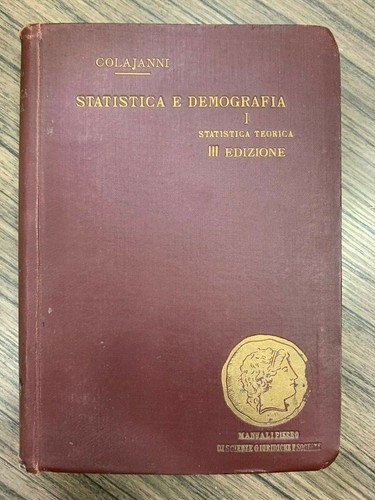 COLAJANNI
STATISTICA E DEMOGRAFIA
I
STATISTICA TEORICA
III EDIZIONE
MANUALI PIERRO
DI SCIENZE GIURIDICHE E SOCIALI